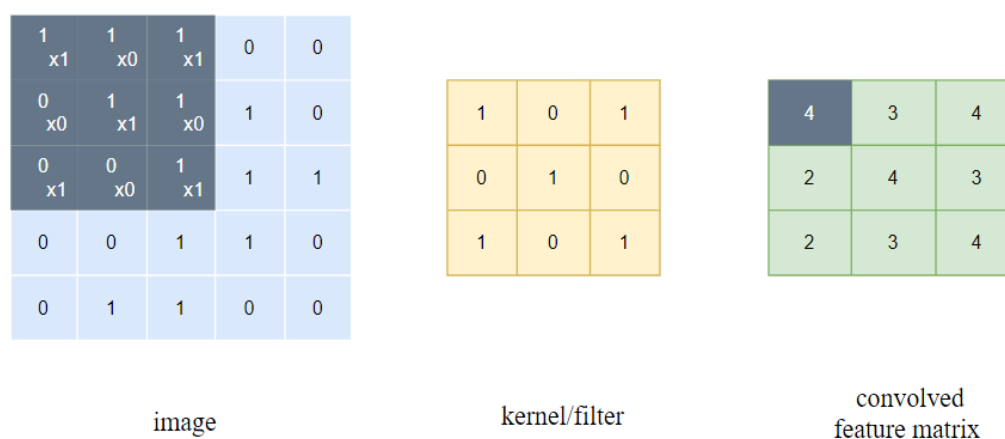 1 1 1 0 0
x1 x0 x1
0 1 1 1 0
x0 x1 x0
0 0 1 1 1
x1 x0 x1
0 0 1 1 0
0 1 1 0 0
image
1 0 1
0 1 0
1 0 1
kernel/filter
4 3 4
2 4 3
2 3 4
convolved
feature matrix